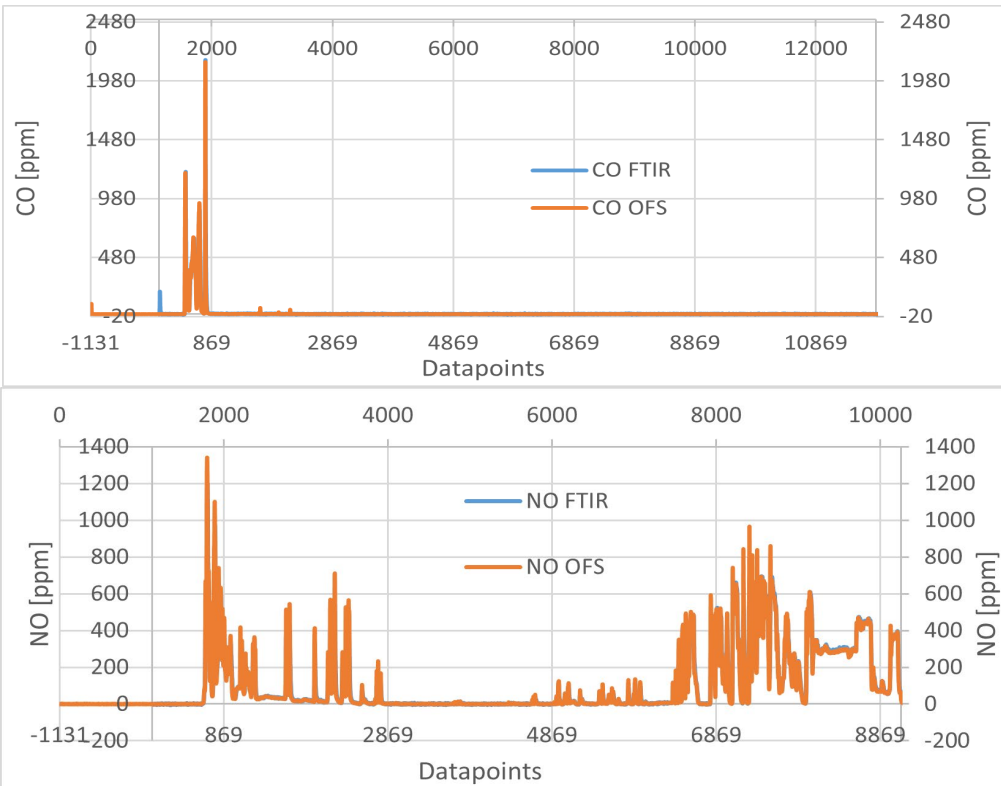 2480 2480
0 2000 4000 6000 8000 10000 12000
1980 1980
1480 1480
CO FTIR
CO [ppm] CO [ppm]
980 CO OFS 980
480 480
-20 -20
-1131 869 2869 4869 6869 8869 10869
Datapoints
0 2000 4000 6000 8000 10000
1400 1400
1200 1200
NO FTIR
1000 1000
800 800
NO OFS
NO [ppm] NO [ppm]
600 600
400 400
200 200
0 0
-200 -200
-1131 869 2869 4869 6869 8869
Datapoints